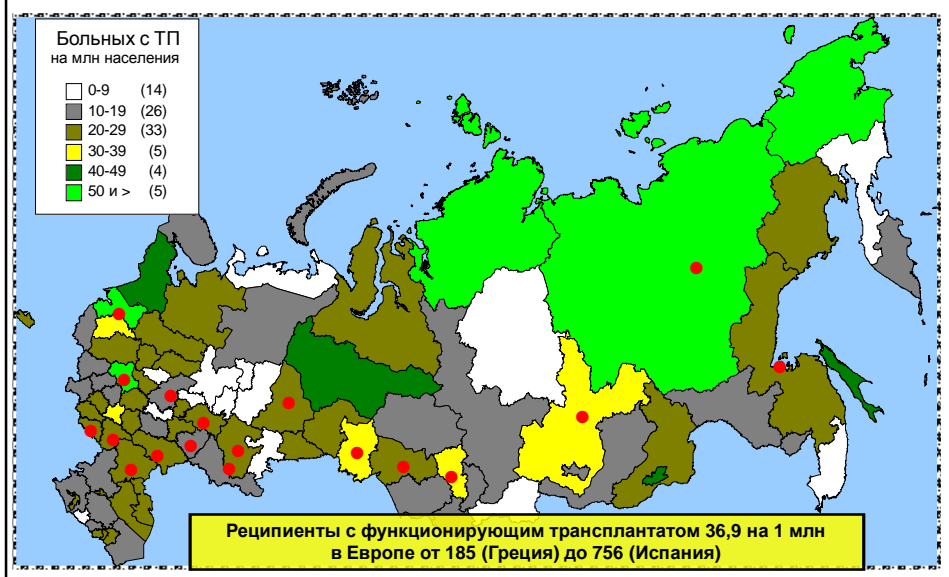 Больных с ТП
на млн населения
0-9 (14)
10-19 (26)
20-29 (33)
30-39 (5)
40-49 (4)
50 и > (5)
Реципиенты с функционирующим трансплантатом 36,9 на 1 млн
в Европе от 185 (Греция) до 756 (Испания)